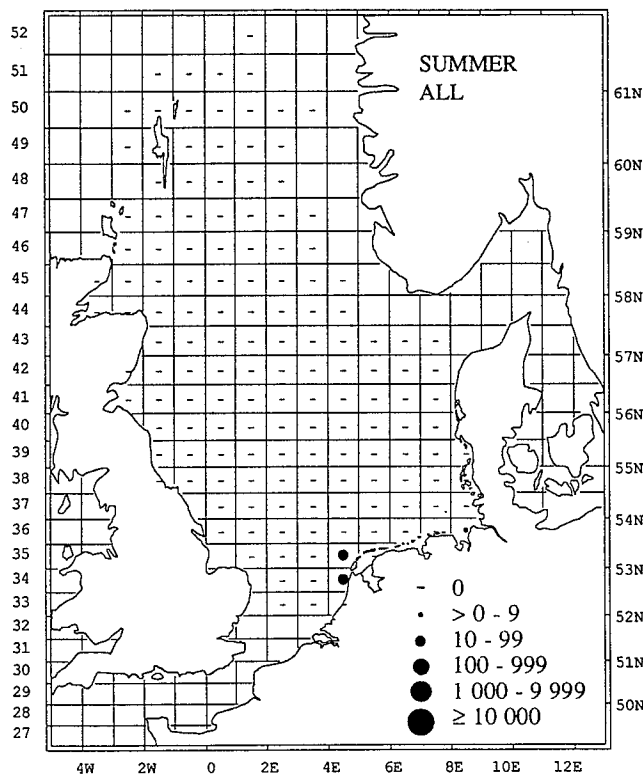 SUMMER
ALL
52
51
50
49
48
47
46
45
44
43
42
41
40
39
38
37
36
35
34
33
32
31
30
29
28
27
61N
60N
59N
58N
57N
56N
55N
54N
53N
52N
51N
50N
- 0
> 0 - 9
10 - 99
100 - 999
1 000 - 9 999
≥ 10 000
4W 2W 0 2E 4E 6E 8E 10E 12E